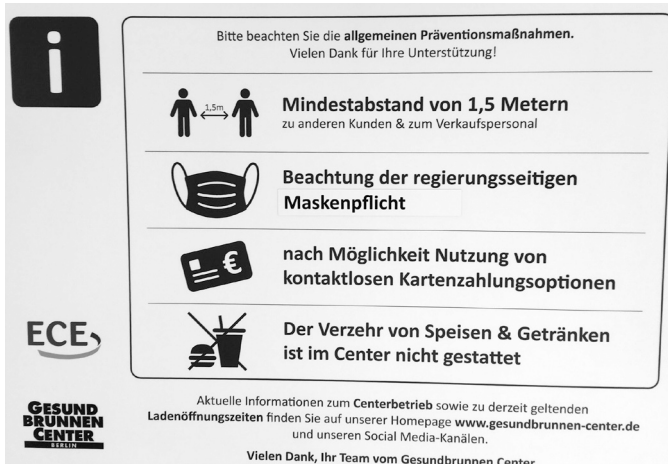 i
Bitte beachten Sie die allgemeinen Präventionsmaßnahmen.
Vielen Dank für Ihre Unterstützung!
1,5m
Mindestabstand von 1,5 Metern
zu anderen Kunden & zum Verkaufspersonal
Beachtung der regierungsseitigen
Maskenpflicht
€
nach Möglichkeit Nutzung von
kontaktlosen Kartenzahlungsoptionen
Der Verzehr von Speisen & Getränken
ist im Center nicht gestattet
ECE
GESUND
BRUNNEN
CENTER
BERLIN
Aktuelle Informationen zum Centerbetrieb sowie zu derzeit geltenden
Ladenöffnungszeiten finden Sie auf unserer Homepage www.gesundbrunnen-center.de
und unseren Social Media-Kanälen.
Vielen Dank, Ihr Team vom Gesundbrunnen Center